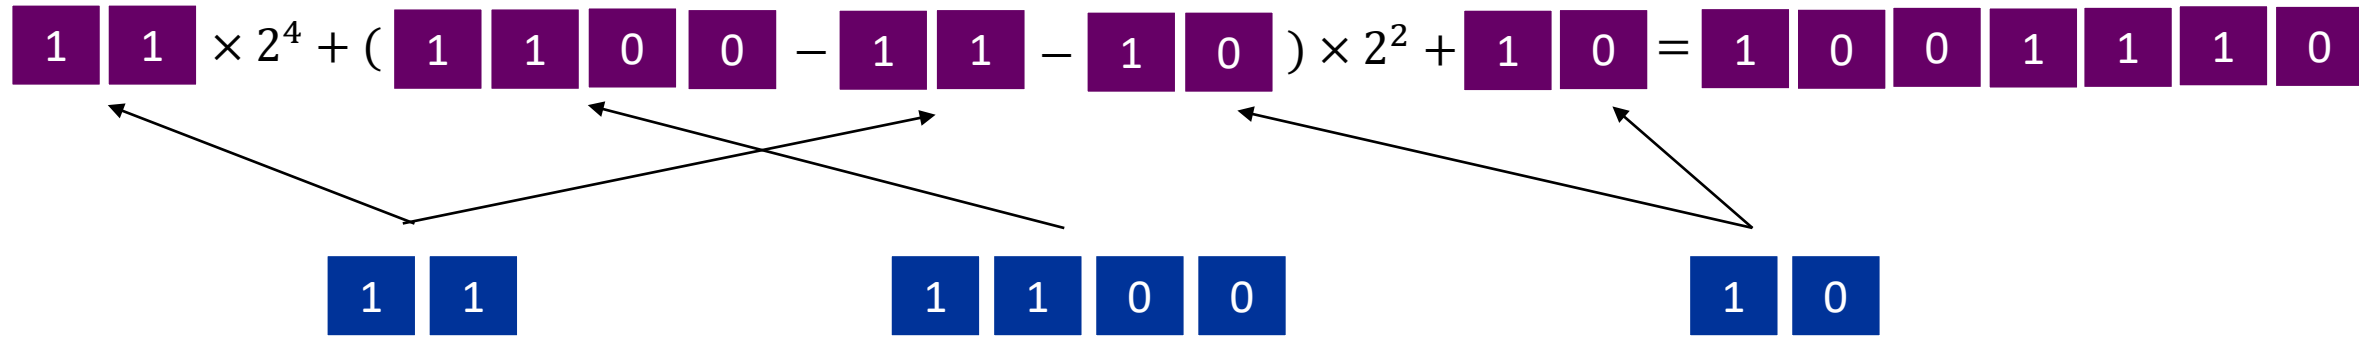 1 1 × 2⁴ + ( 1 1 0 0 − 1 1 − 1 0 ) × 2² + 1 0 = 1 0 0 1 1 1 0
1 1 1 1 0 0 1 0